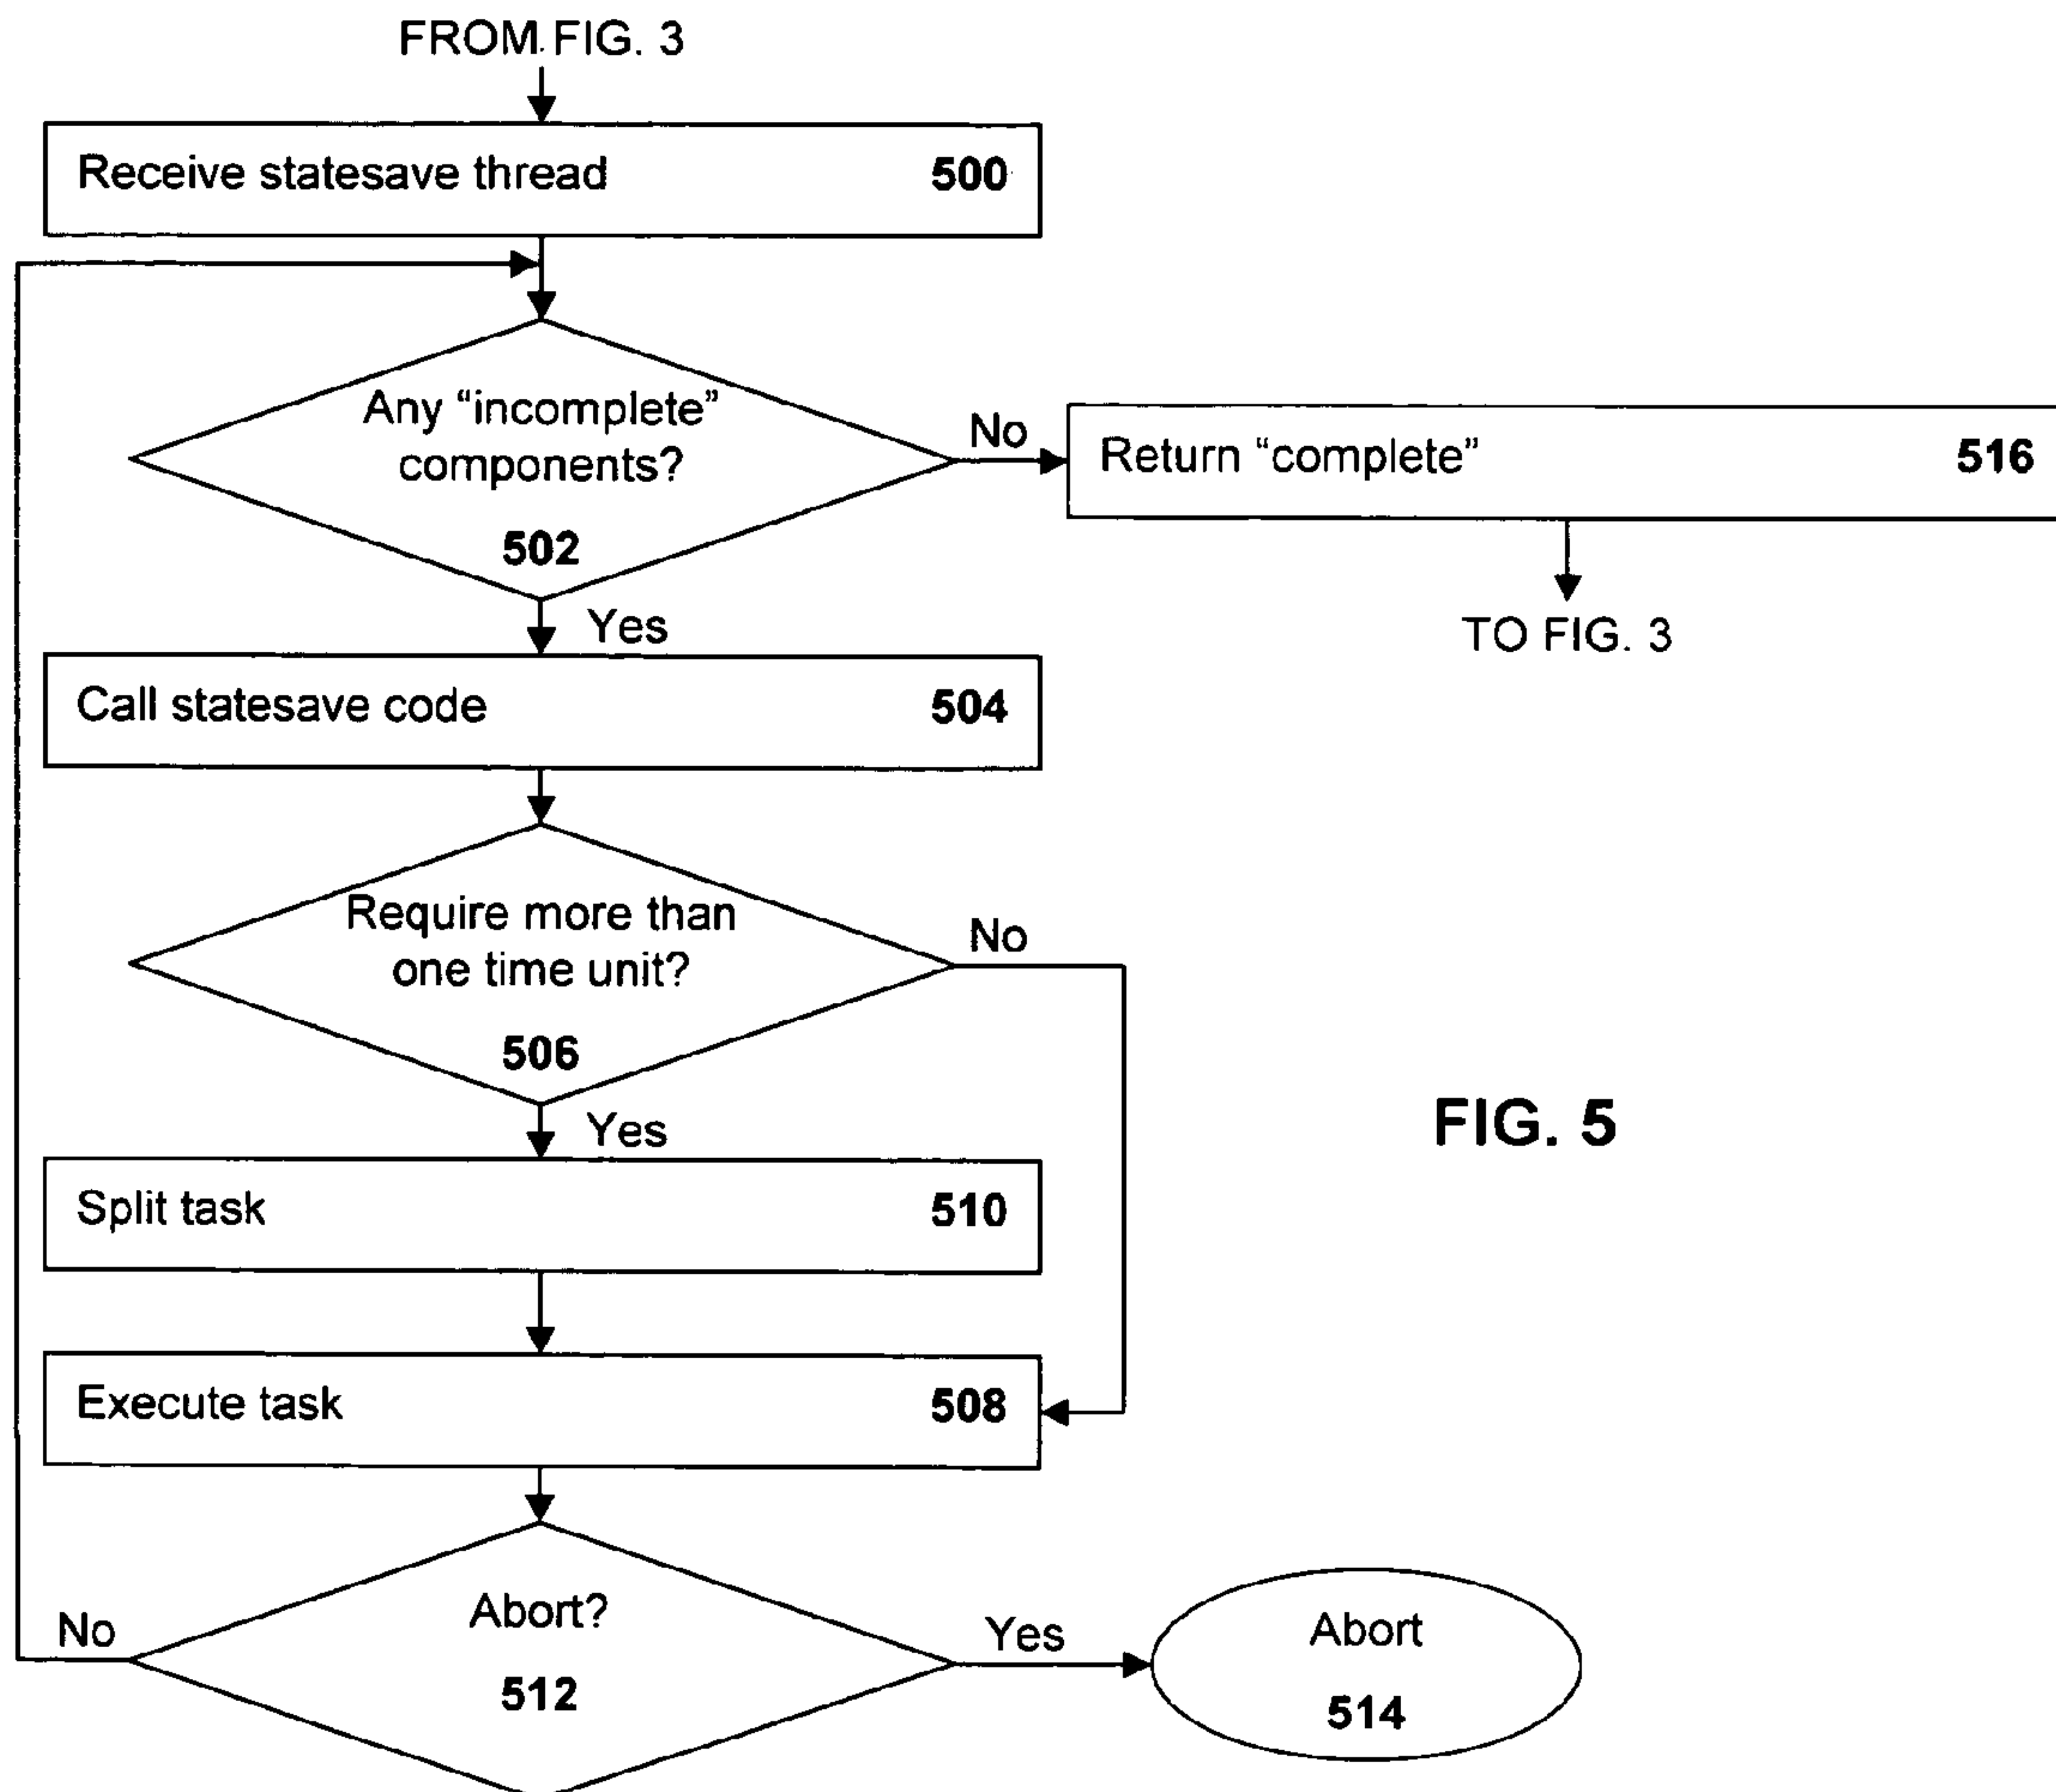 FROM FIG. 3
Receive statesave thread 500
Any “incomplete”
components?
502
No
Return “complete” 516
TO FIG. 3
Yes
Call statesave code 504
Require more than
one time unit?
506
No
Yes
Split task 510
FIG. 5
Execute task 508
Abort?
512
No
Yes
Abort
514